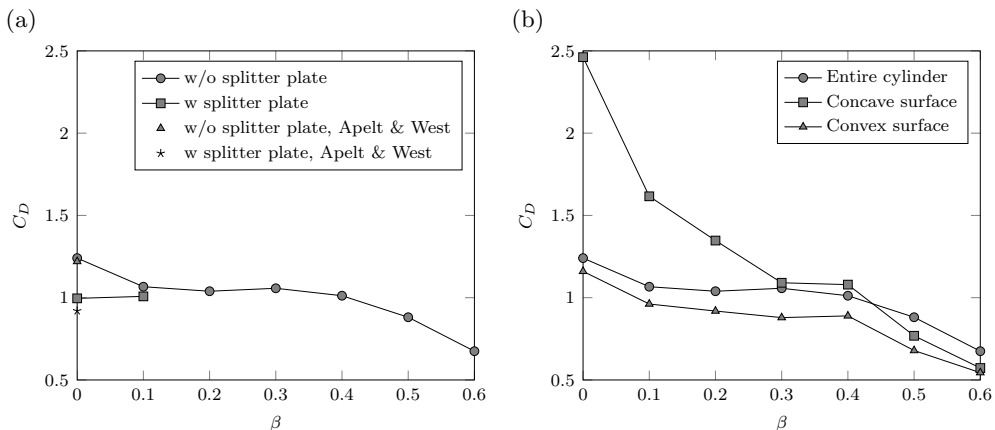 (a)
2.5
2
1.5
1
0.5
0 0.1 0.2 0.3 0.4 0.5 0.6
C_D
β
w/o splitter plate
w splitter plate
w/o splitter plate, Apelt & West
w splitter plate, Apelt & West
(b)
2.5
2
1.5
1
0.5
0 0.1 0.2 0.3 0.4 0.5 0.6
C_D
β
Entire cylinder
Concave surface
Convex surface